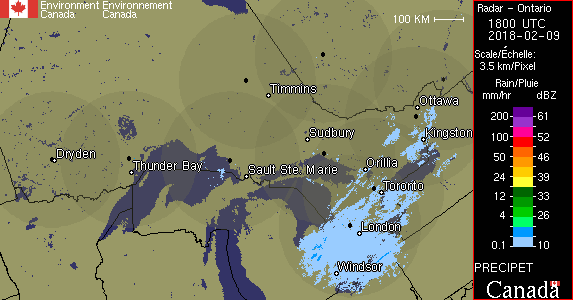 Environment Environnement
Canada Canada
100 KM
Timmins
Ottawa
Sudbury
Kingston
Dryden
Thunder Bay
Sault Ste. Marie
Orillia
Toronto
London
Windsor
Radar - Ontario
1800 UTC
2018-02-09
Scale/Échelle:
3.5 km/Pixel
Rain/Pluie
mm/hr dBZ
200 61
100 52
50 46
24 39
12 33
4 26
0.1 10
PRECIPET
Canada